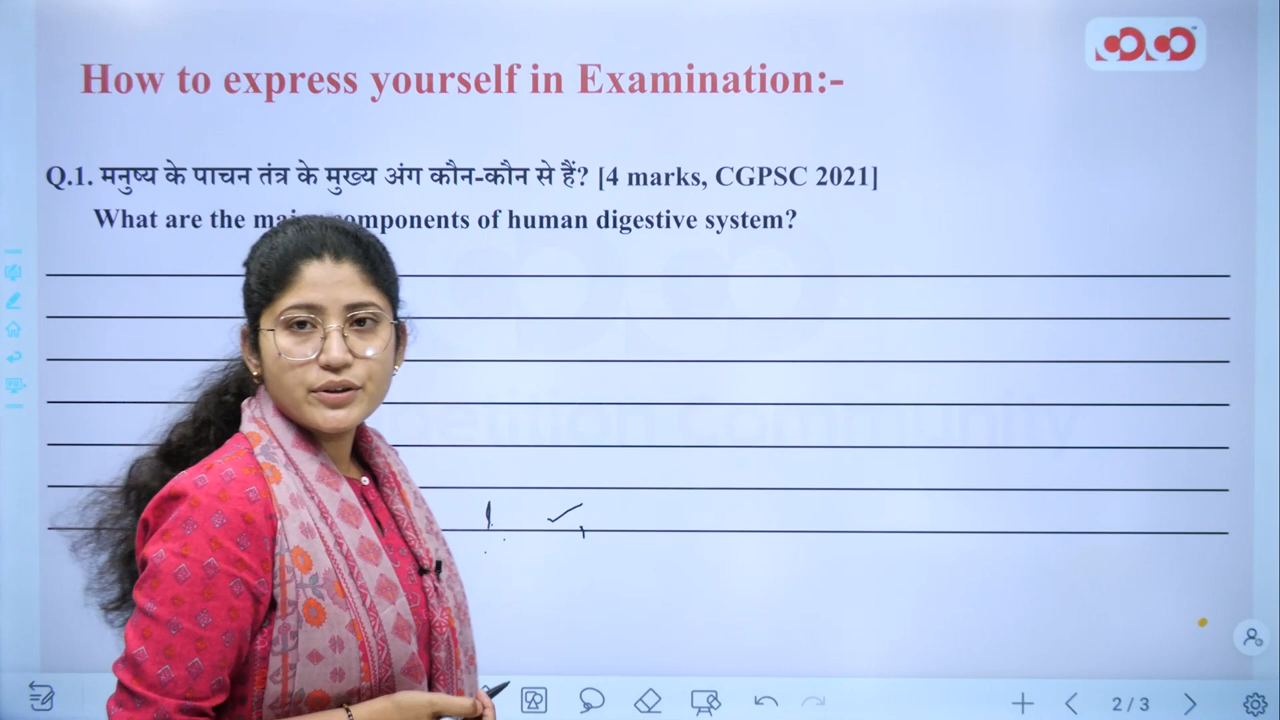 How to express yourself in Examination:-
Q.1. मनुष्य के पाचन तंत्र के मुख्य अंग कौन-कौन से हैं? [4 marks, CGPSC 2021]
What are the major components of human digestive system?
2 / 3